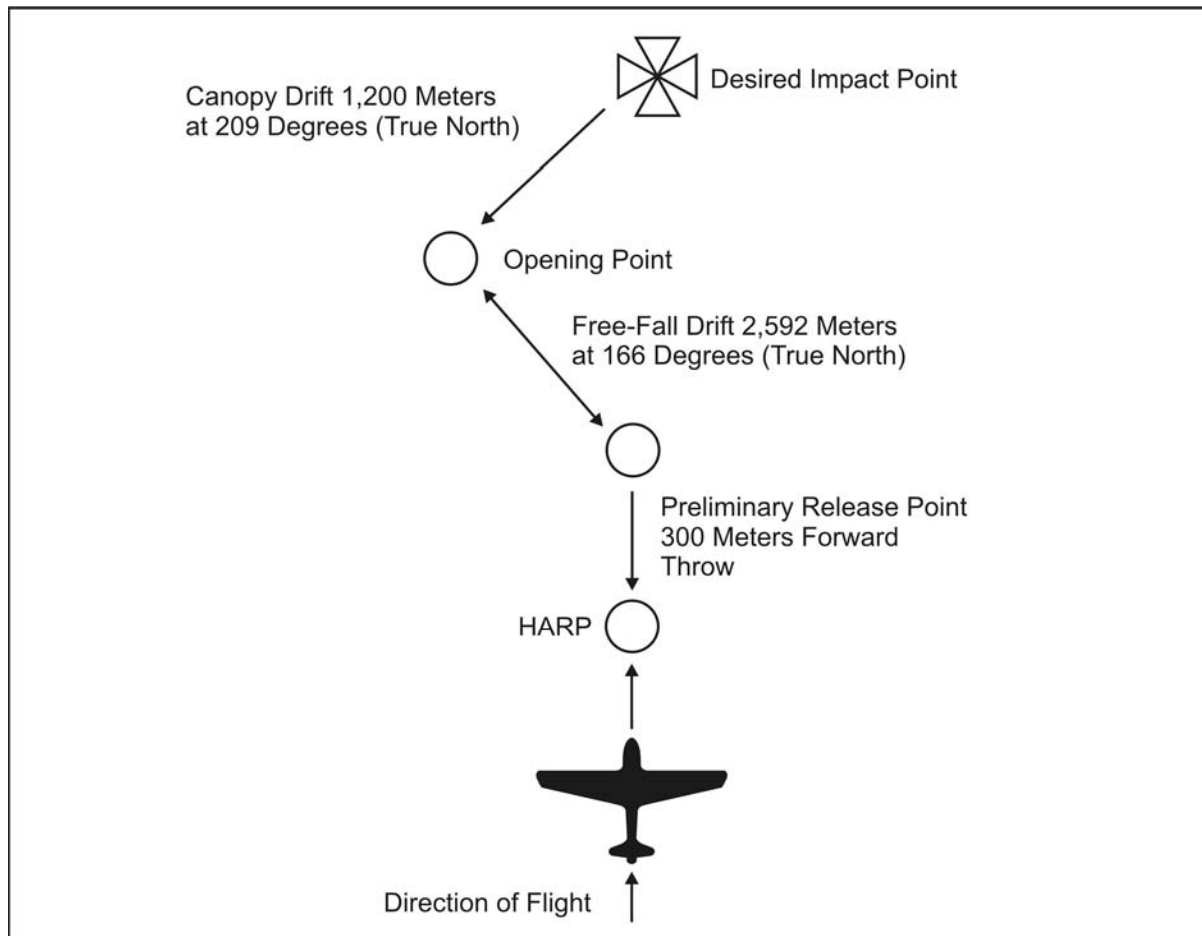 Desired Impact Point
Canopy Drift 1,200 Meters
at 209 Degrees (True North)
Opening Point
Free-Fall Drift 2,592 Meters
at 166 Degrees (True North)
Preliminary Release Point
300 Meters Forward
Throw
HARP
Direction of Flight